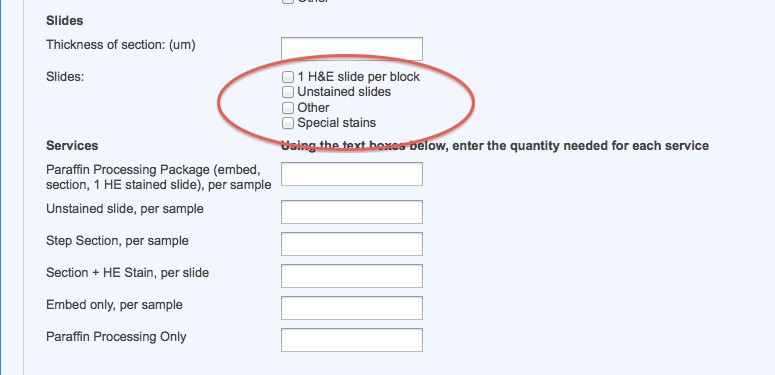 Other
Slides
Thickness of section: (um)
Slides:
1 H&E slide per block
Unstained slides
Other
Special stains
Services
Using the text boxes below, enter the quantity needed for each service
Paraffin Processing Package (embed,
section, 1 HE stained slide), per sample
Unstained slide, per sample
Step Section, per sample
Section + HE Stain, per slide
Embed only, per sample
Paraffin Processing Only